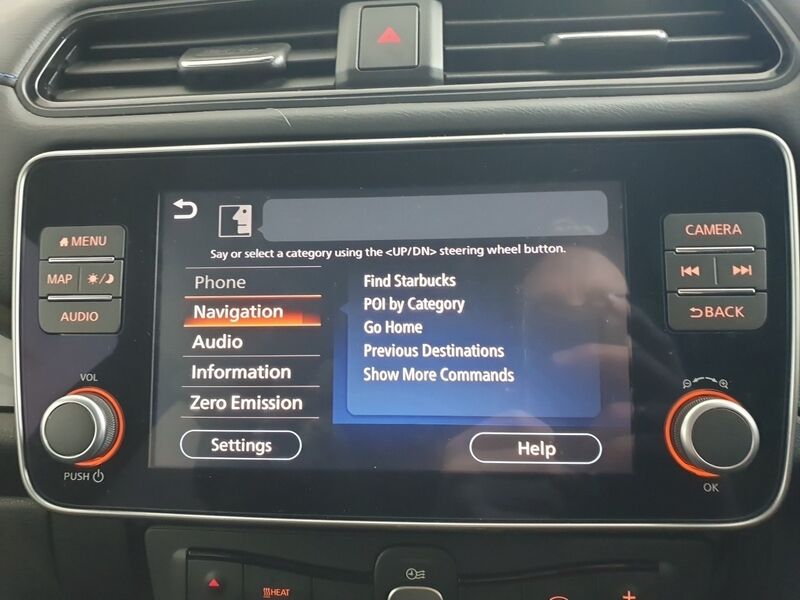 MENU
MAP
AUDIO
VOL
PUSH
Say or select a category using the <UP/DN> steering wheel button.
Phone
Navigation
Audio
Information
Zero Emission
Settings
Find Starbucks
POI by Category
Go Home
Previous Destinations
Show More Commands
Help
CAMERA
BACK
OK
HEAT
+